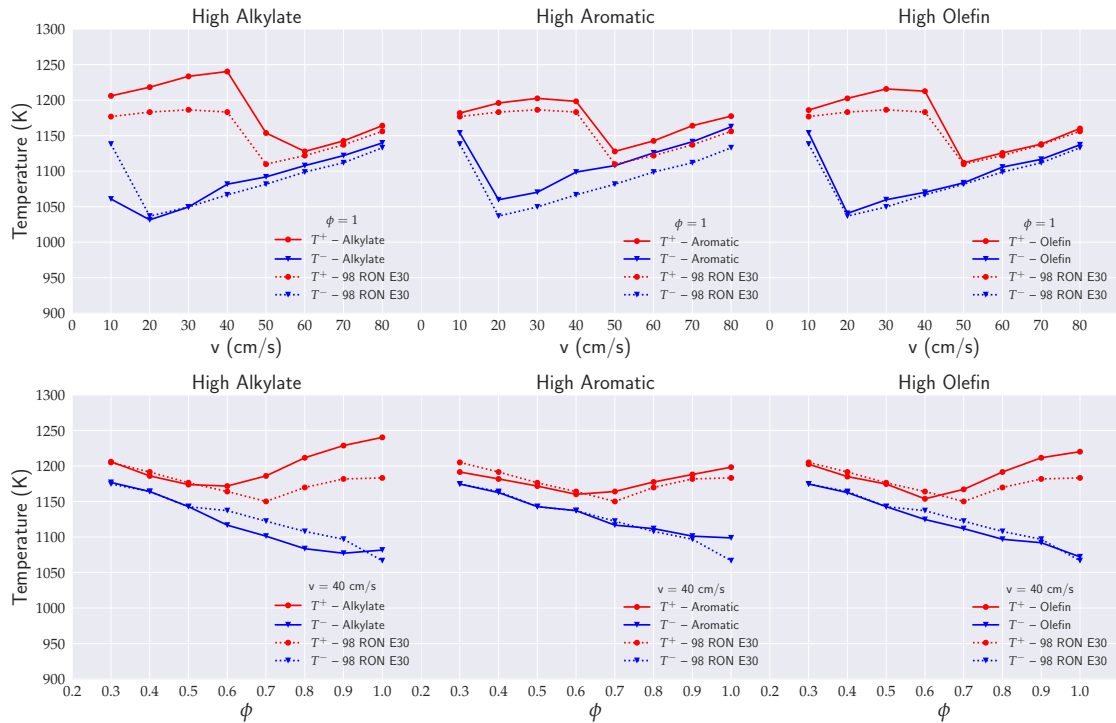 High Alkylate
High Aromatic
High Olefin
Temperature (K)
1300
1250
1200
1150
1100
1050
1000
950
900
ϕ = 1
T⁺ – Alkylate
T⁻ – Alkylate
T⁺ – 98 RON E30
T⁻ – 98 RON E30
ϕ = 1
T⁺ – Aromatic
T⁻ – Aromatic
T⁺ – 98 RON E30
T⁻ – 98 RON E30
ϕ = 1
T⁺ – Olefin
T⁻ – Olefin
T⁺ – 98 RON E30
T⁻ – 98 RON E30
0 10 20 30 40 50 60 70 80
0 10 20 30 40 50 60 70 80
0 10 20 30 40 50 60 70 80
v (cm/s)
v (cm/s)
v (cm/s)
High Alkylate
High Aromatic
High Olefin
Temperature (K)
1300
1250
1200
1150
1100
1050
1000
950
900
v = 40 cm/s
T⁺ – Alkylate
T⁻ – Alkylate
T⁺ – 98 RON E30
T⁻ – 98 RON E30
v = 40 cm/s
T⁺ – Aromatic
T⁻ – Aromatic
T⁺ – 98 RON E30
T⁻ – 98 RON E30
v = 40 cm/s
T⁺ – Olefin
T⁻ – Olefin
T⁺ – 98 RON E30
T⁻ – 98 RON E30
0.2 0.3 0.4 0.5 0.6 0.7 0.8 0.9 1.0
0.2 0.3 0.4 0.5 0.6 0.7 0.8 0.9 1.0
0.2 0.3 0.4 0.5 0.6 0.7 0.8 0.9 1.0
ϕ
ϕ
ϕ